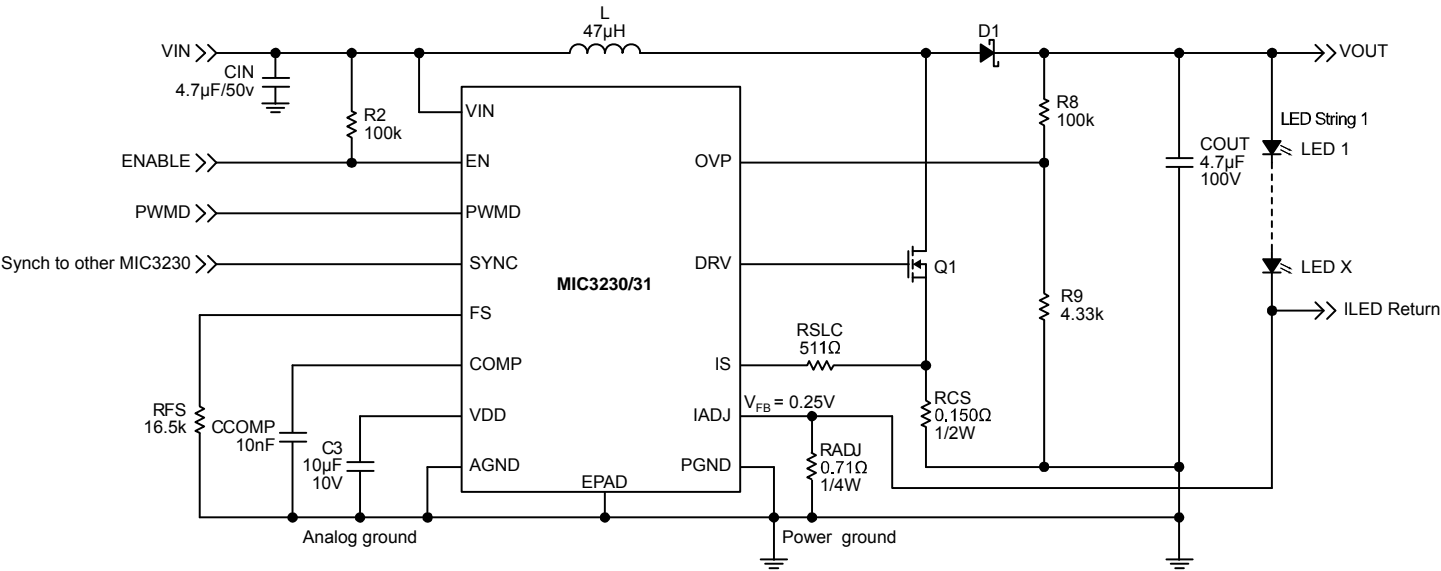 L
47µH
D1
VIN
VOUT
CIN
4.7µF/50v
R2
100k
VIN
R8
100k
LED String 1
LED 1
COUT
4.7µF
100V
ENABLE
EN
OVP
PWMD
PWMD
Synch to other MIC3230
SYNC
DRV
Q1
LED X
MIC3230/31
R9
4.33k
ILED Return
FS
RSLC
511Ω
COMP
IS
RFS
16.5k
CCOMP
10nF
VDD
IADJ
VFB = 0.25V
RCS
0.150Ω
1/2W
C3
10µF
10V
AGND
PGND
RADJ
0.71Ω
1/4W
EPAD
Analog ground
Power ground